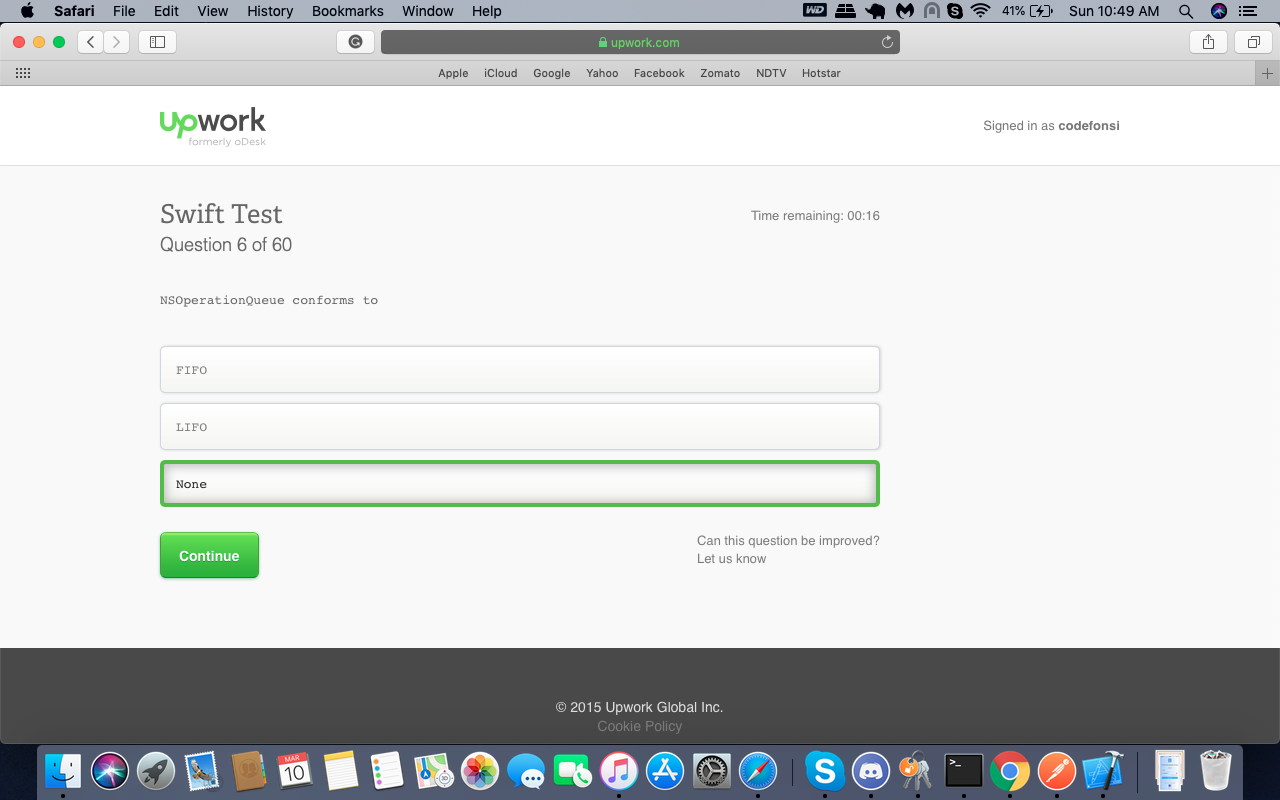 Safari File Edit View History Bookmarks Window Help WD S 41% Sun 10:49 AM
upwork.com
Apple iCloud Google Yahoo Facebook Zomato NDTV Hotstar
upwork
formerly oDesk
Signed in as codefonsi
Swift Test
Time remaining: 00:16
Question 6 of 60
NSOperationQueue conforms to
FIFO
LIFO
None
Continue
Can this question be improved?
Let us know
© 2015 Upwork Global Inc.
Cookie Policy
MAR
10